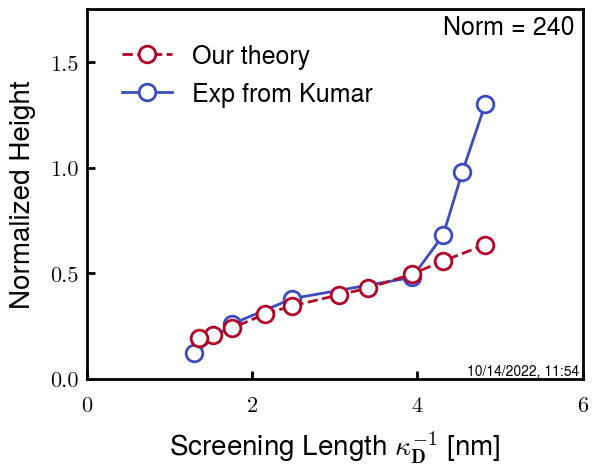 Norm = 240
Our theory
Exp from Kumar
Normalized Height
1.5
1.0
0.5
0.0
10/14/2022, 11:54
0 2 4 6
Screening Length κ_D^{-1} [nm]